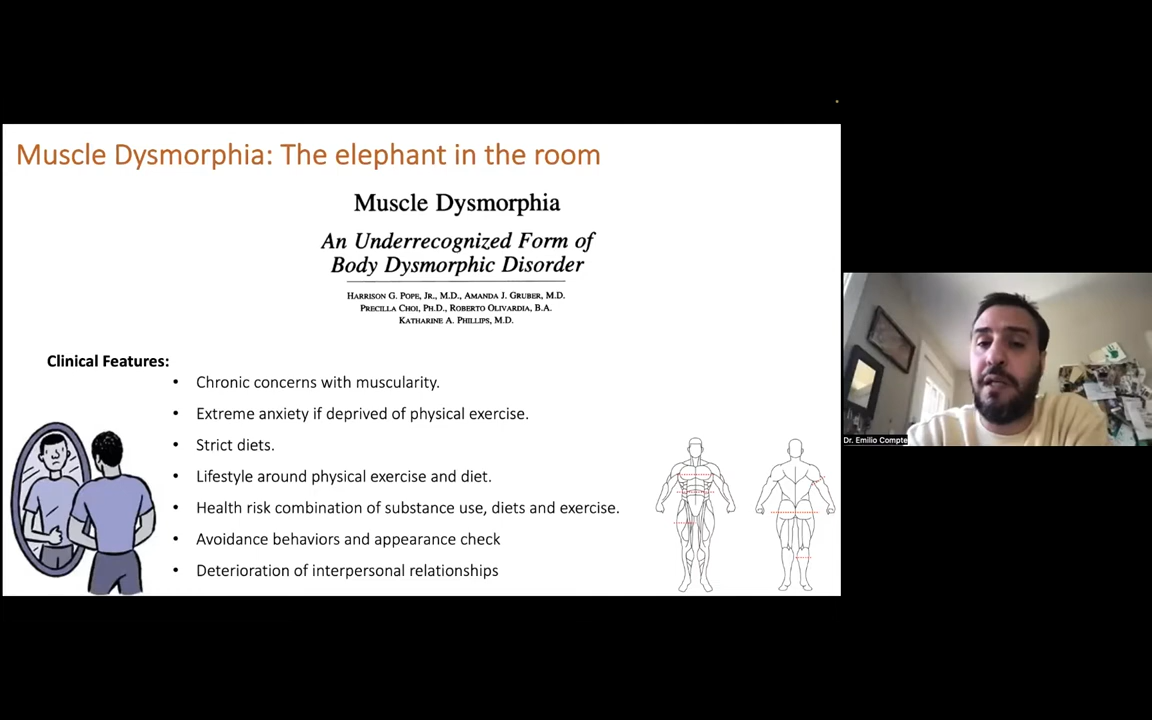 Muscle Dysmorphia: The elephant in the room
Muscle Dysmorphia
An Underrecognized Form of
Body Dysmorphic Disorder
HARRISON G. POPE, JR., M.D., AMANDA J. GRUBER, M.D.
PRECILLA CHOI, PH.D., ROBERTO OLIVARDIA, B.A.
KATHARINE A. PHILLIPS, M.D.
Clinical Features:
• Chronic concerns with muscularity.
• Extreme anxiety if deprived of physical exercise.
• Strict diets.
• Lifestyle around physical exercise and diet.
• Health risk combination of substance use, diets and exercise.
• Avoidance behaviors and appearance check
• Deterioration of interpersonal relationships
Dr. Emilio Compte